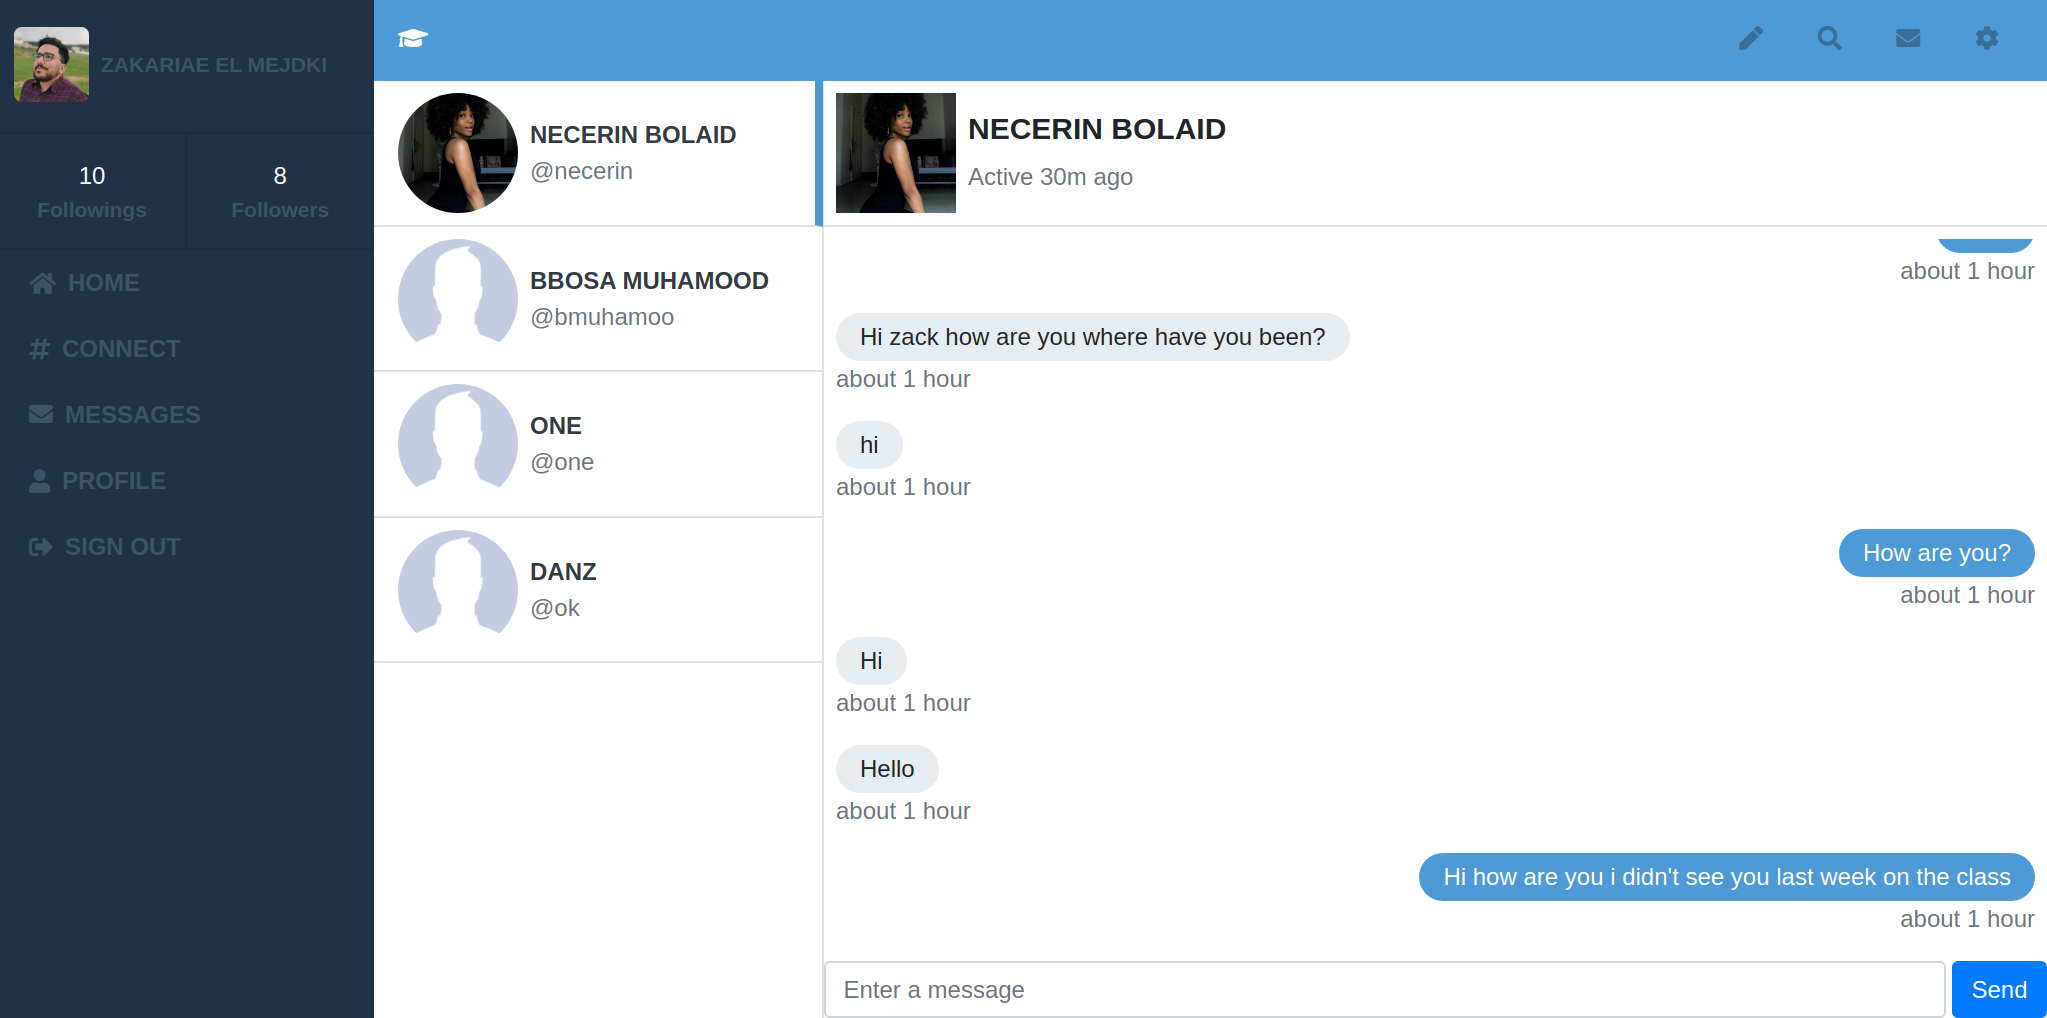 ZAKARIAE EL MEJDKI
10
Followings
8
Followers
HOME
CONNECT
MESSAGES
PROFILE
SIGN OUT
NECERIN BOLAID
@necerin
BBOSA MUHAMOOD
@bmuhamoo
ONE
@one
DANZ
@ok
NECERIN BOLAID
Active 30m ago
about 1 hour
Hi zack how are you where have you been?
about 1 hour
hi
about 1 hour
How are you?
about 1 hour
Hi
about 1 hour
Hello
about 1 hour
Hi how are you i didn't see you last week on the class
about 1 hour
Enter a message
Send